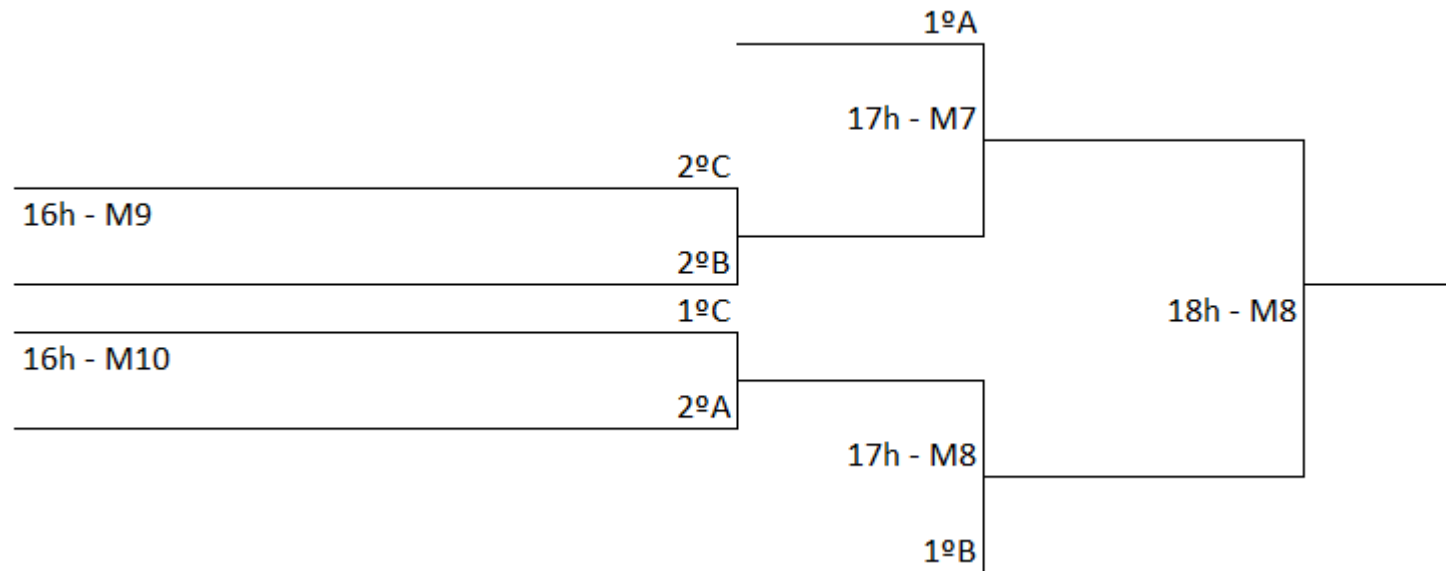 1ºA
17h - M7
2ºC
16h - M9
2ºB
1ºC
18h - M8
16h - M10
2ºA
17h - M8
1ºB